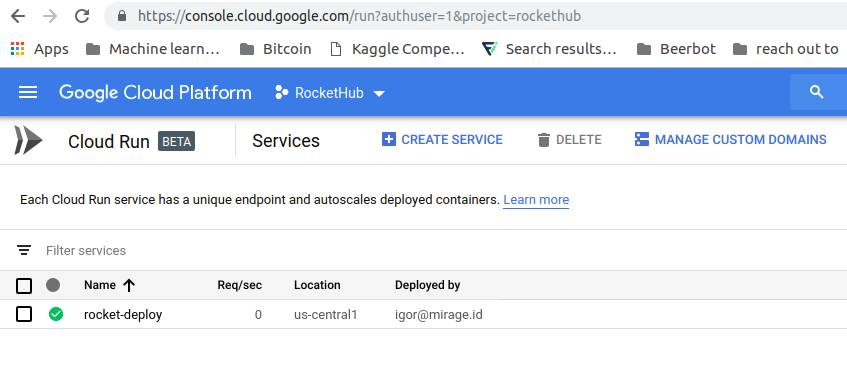 https://console.cloud.google.com/run?authuser=1&project=rockethub
Apps Machine learn… Bitcoin Kaggle Compe… Search results… Beerbot reach out to
Google Cloud Platform RocketHub
Cloud Run BETA Services CREATE SERVICE DELETE MANAGE CUSTOM DOMAINS
Each Cloud Run service has a unique endpoint and autoscales deployed containers. Learn more
Filter services
Name Req/sec Location Deployed by
rocket-deploy 0 us-central1 igor@mirage.id